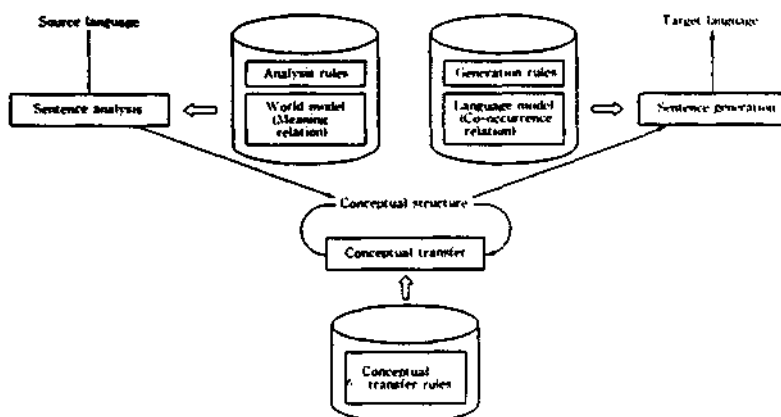 Source language
Target language
Analysis rules
Generation rules
Sentence analysis
World model
(Meaning
relation)
Language model
(Co-occurrence
relation)
Sentence generation
Conceptual structure
Conceptual transfer
Conceptual
transfer rules